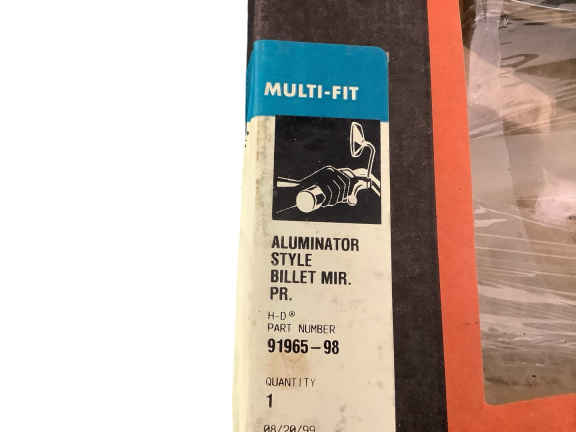 MULTI-FIT
ALUMINATOR
STYLE
BILLET MIR.
PR.
H-D®
PART NUMBER
91965-98
QUANTITY
1
08/20/99